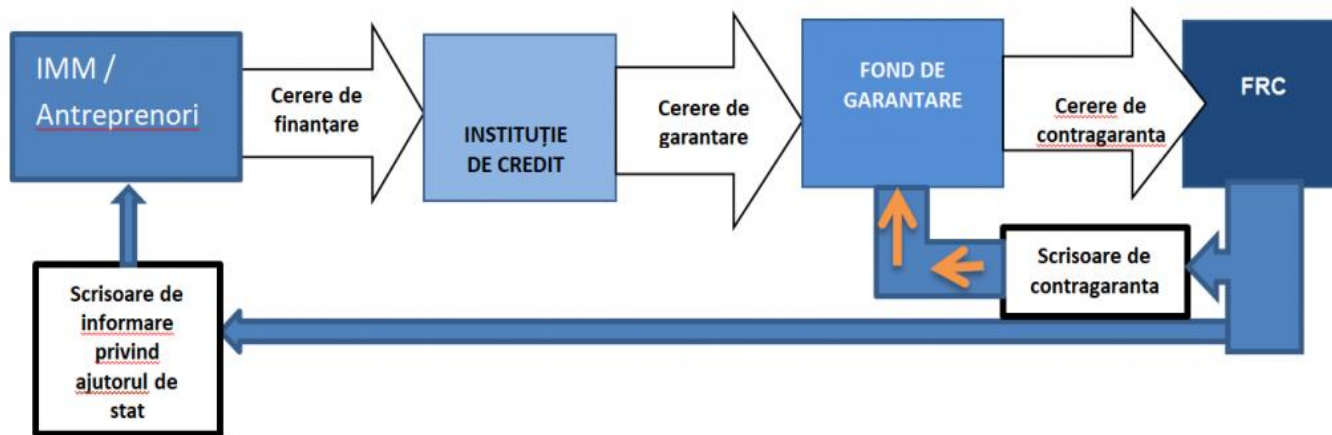 IMM /
Antreprenori
Cerere de
finanțare
INSTITUȚIE
DE CREDIT
Cerere de
garantare
FOND DE
GARANTARE
Cerere de
contragaranta
FRC
Scrisoare de
contragaranta
Scrisoare de
informare
privind
ajutorul de
stat